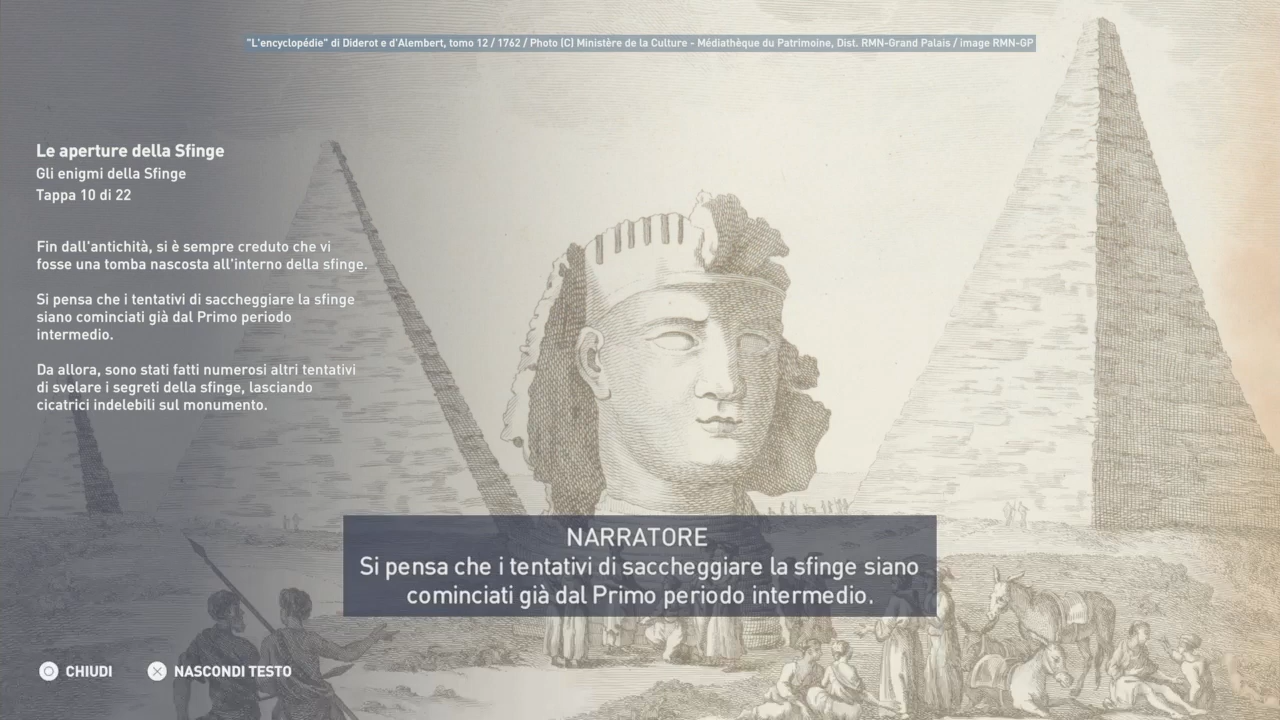 "L'encyclopédie" di Diderot e d'Alembert, tomo 12 / 1762 / Photo (C) Ministère de la Culture - Médiathèque du Patrimoine, Dist. RMN-Grand Palais / image RMN-GP
Le aperture della Sfinge
Gli enigmi della Sfinge
Tappa 10 di 22
Fin dall'antichità, si è sempre creduto che vi
fosse una tomba nascosta all'interno della sfinge.
Si pensa che i tentativi di saccheggiare la sfinge
siano cominciati già dal Primo periodo
intermedio.
Da allora, sono stati fatti numerosi altri tentativi
di svelare i segreti della sfinge, lasciando
cicatrici indelebili sul monumento.
NARRATORE
Si pensa che i tentativi di saccheggiare la sfinge siano
cominciati già dal Primo periodo intermedio.
CHIUDI
NASCONDI TESTO